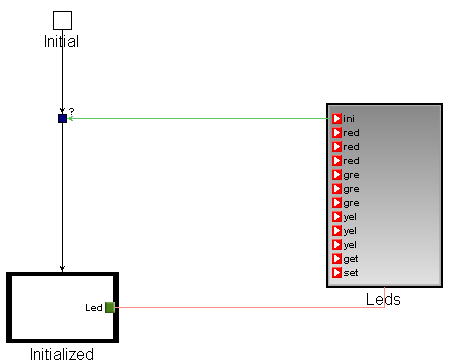 Initial
?
ini
red
red
red
gre
gre
gre
yel
yel
yel
get
set
Leds
Led
Initialized